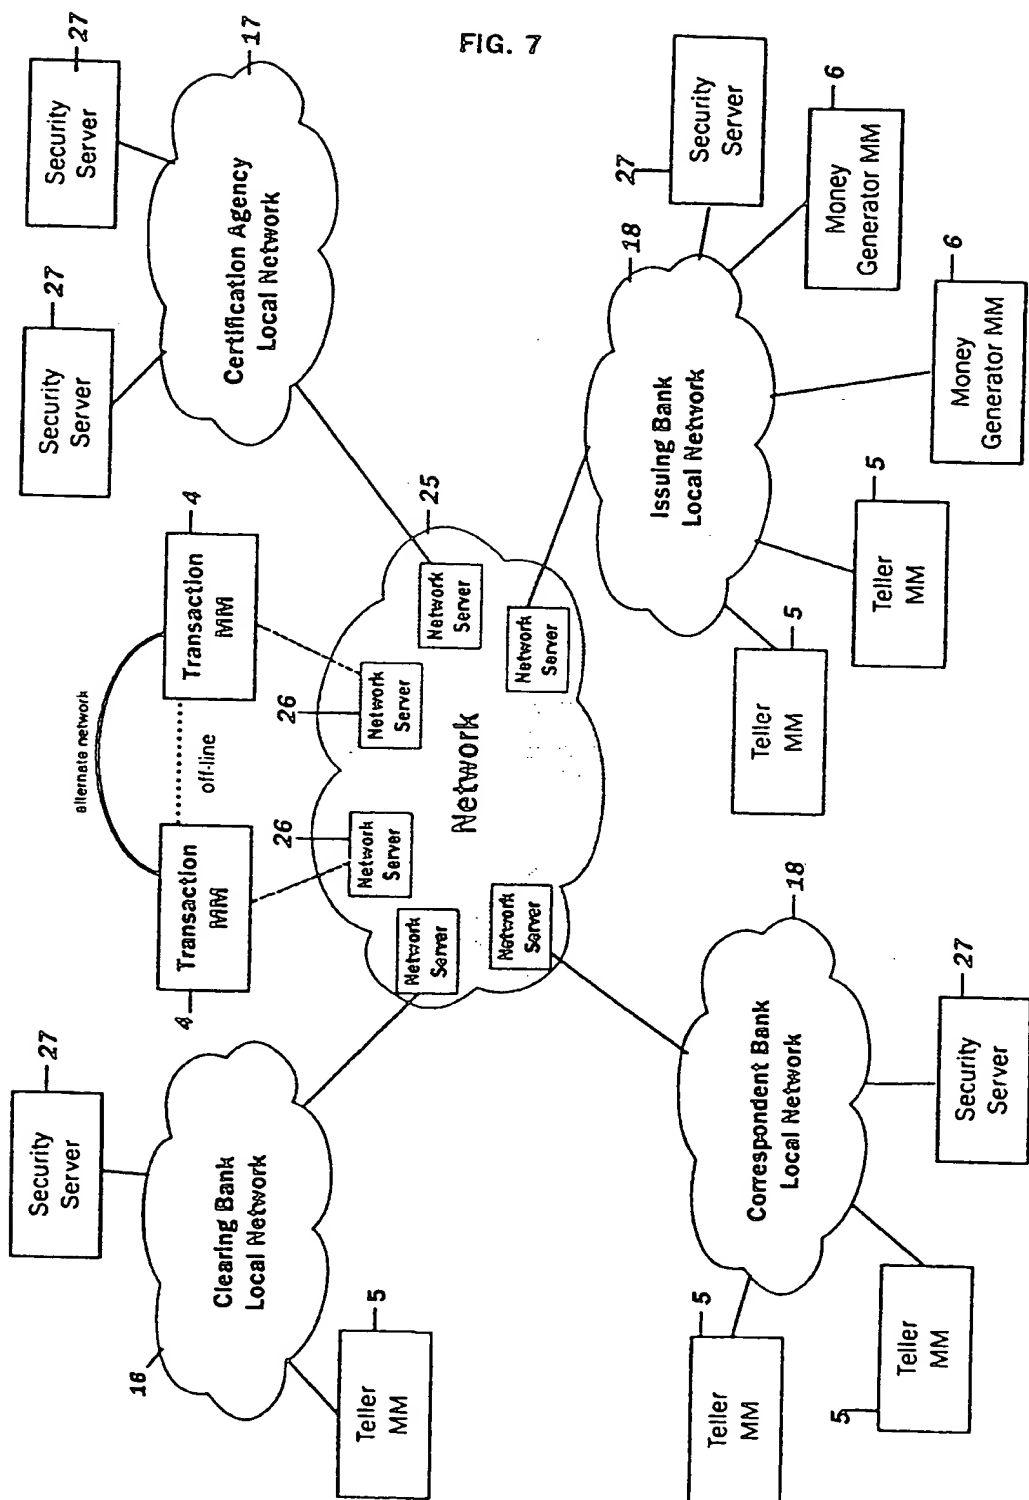 FIG. 7
Security
Server
27
Security
Server
27
17
Certification Agency
Local Network
alternate network
off-line
Transaction
MM
4
Transaction
MM
4
Security
Server
27
16
Clearing Bank
Local Network
Teller
MM
5
25
Network
Network
Server
26
Network
Server
26
Network
Server
Network
Server
Network
Server
Network
Server
18
Issuing Bank
Local Network
Security
Server
27
Money
Generator MM
6
Money
Generator MM
6
Teller
MM
5
Teller
MM
5
18
Correspondent Bank
Local Network
Security
Server
27
Teller
MM
5
Teller
MM
5